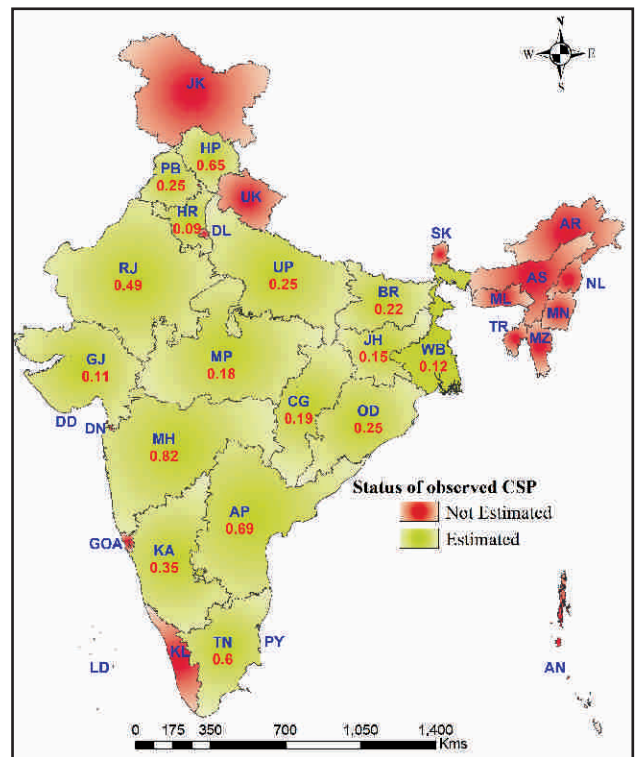 N
W E
S
JK
HP
0.65
PB
0.25
UK
HR
0.09
DL
SK
AR
RJ
0.49
UP
0.25
AS
NL
BR
0.22
ML
MN
TR
MZ
JH
0.15
WB
0.12
GJ
0.11
MP
0.18
CG
0.19
OD
0.25
DD
DN
MH
0.82
Status of observed CSP
Not Estimated
Estimated
AP
0.69
GOA
KA
0.35
TN
0.6
PY
KL
LD
AN
0 175 350 700 1,050 1,400
Kms